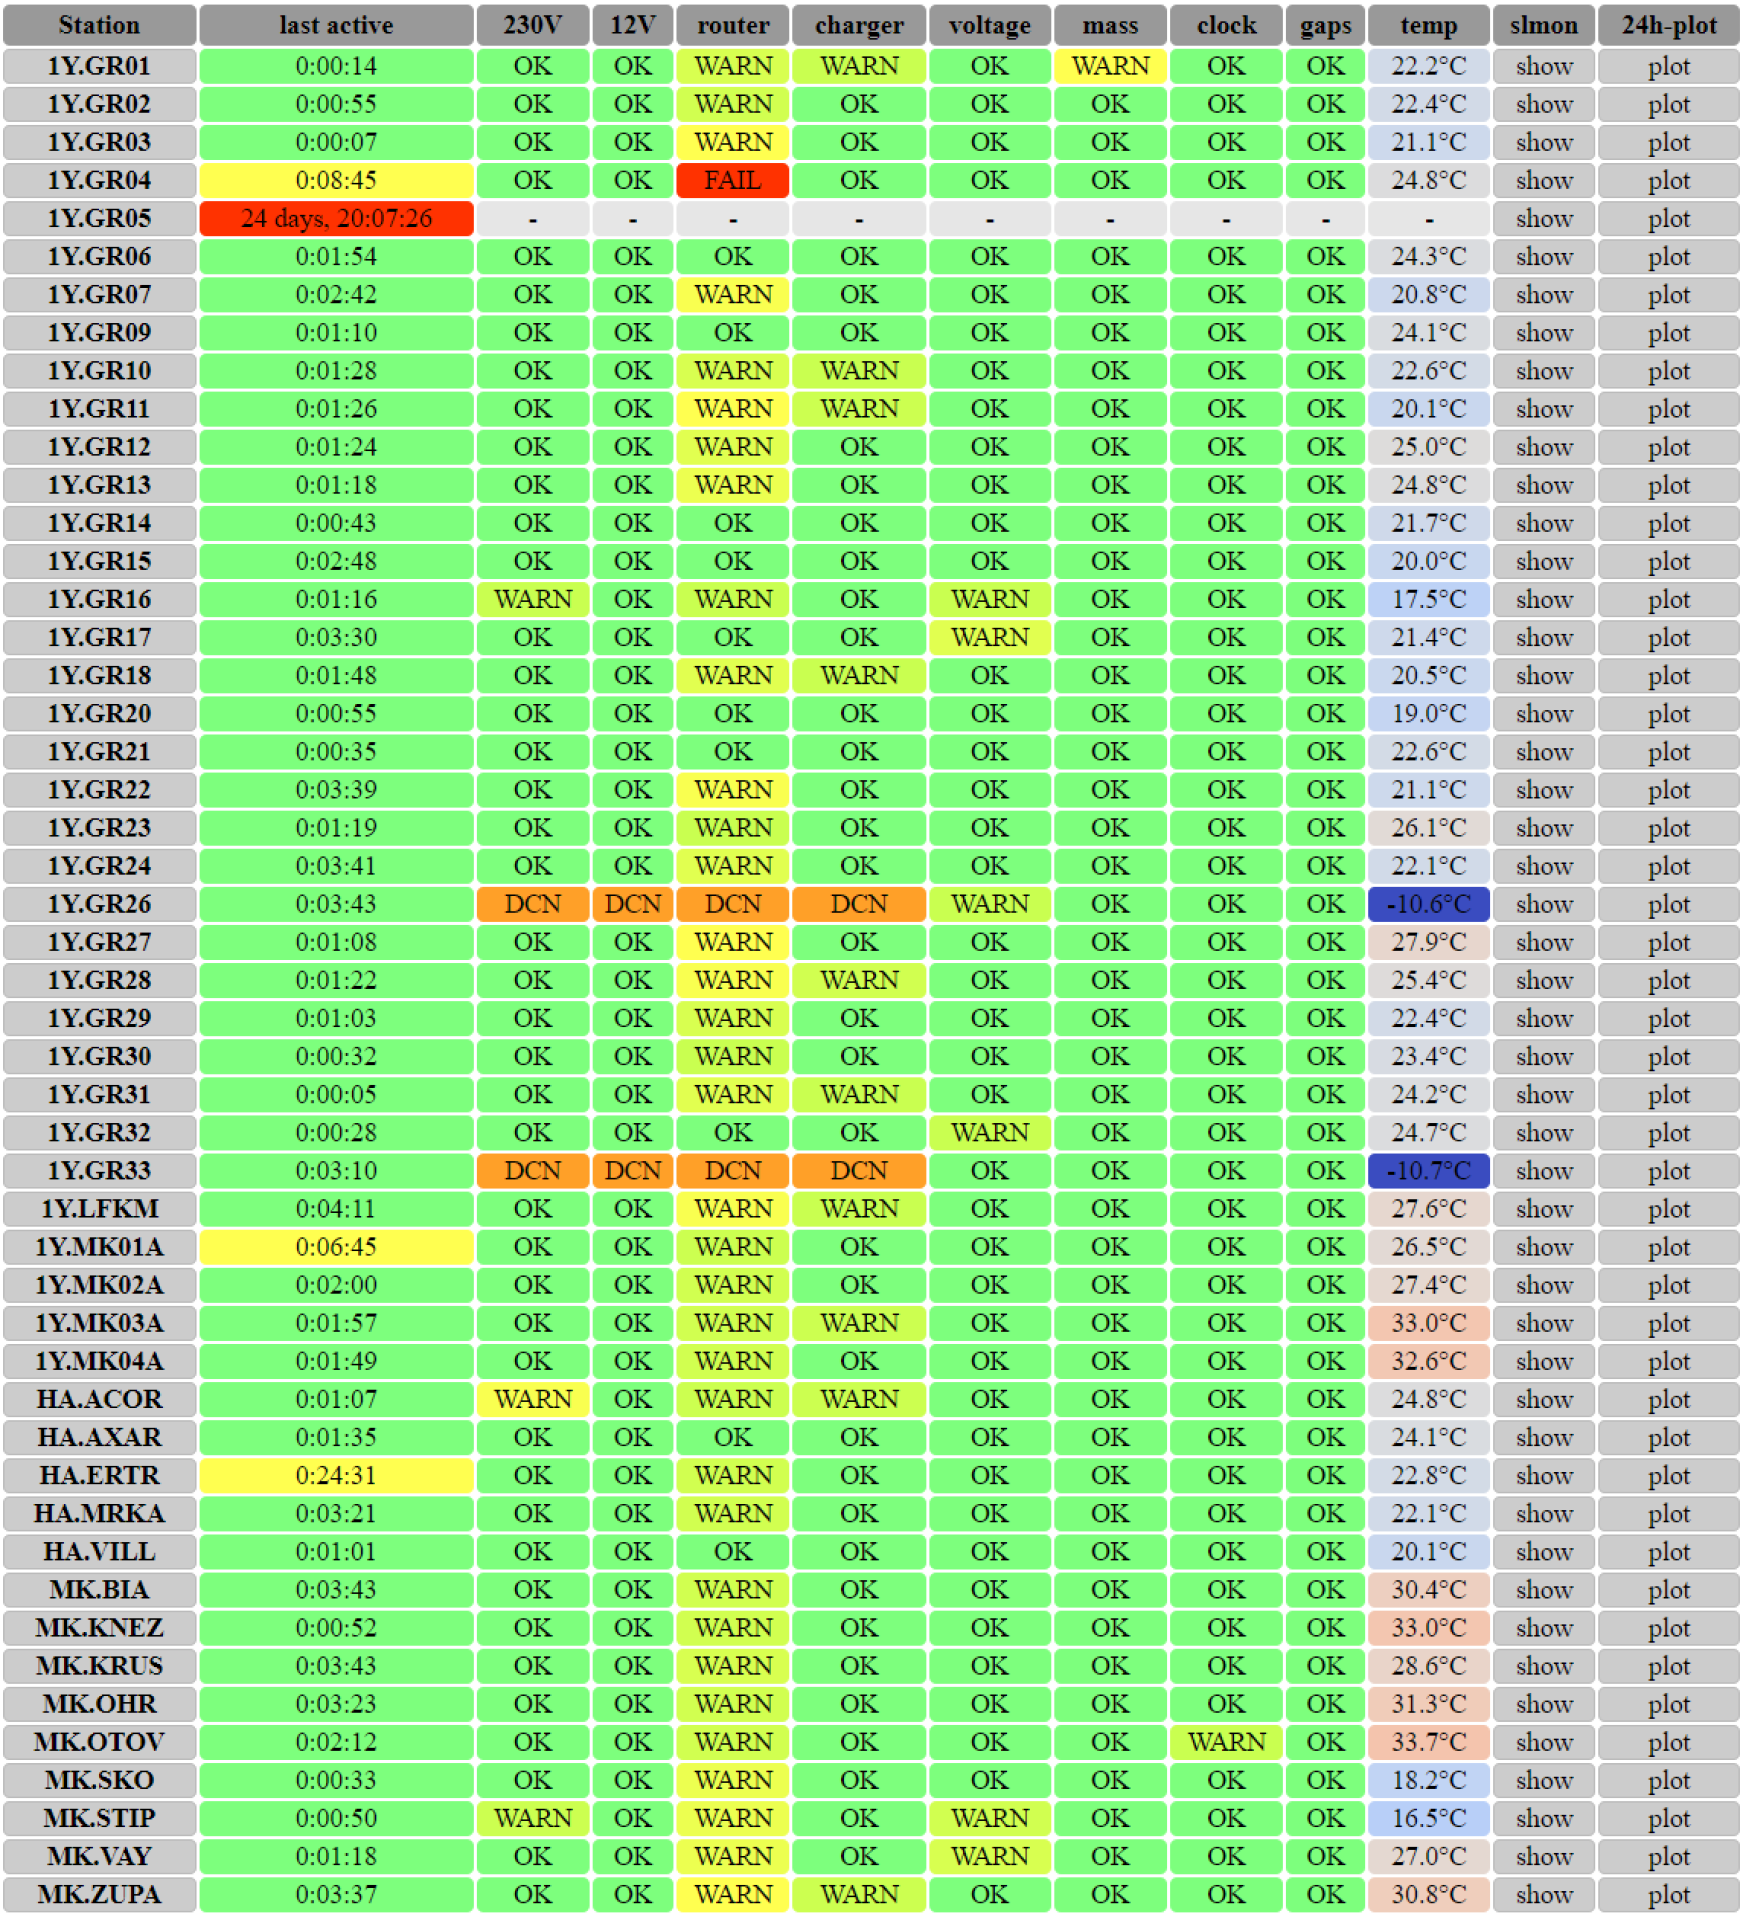 Station last active 230V 12V router charger voltage mass clock gaps temp slmon 24h-plot
1Y.GR01 0:00:14 OK OK WARN WARN OK WARN OK OK 22.2°C show plot
1Y.GR02 0:00:55 OK OK WARN OK OK OK OK OK 22.4°C show plot
1Y.GR03 0:00:07 OK OK WARN OK OK OK OK OK 21.1°C show plot
1Y.GR04 0:08:45 OK OK FAIL OK OK OK OK OK 24.8°C show plot
1Y.GR05 24 days, 20:07:26 - - - - - - - - - show plot
1Y.GR06 0:01:54 OK OK OK OK OK OK OK OK 24.3°C show plot
1Y.GR07 0:02:42 OK OK WARN OK OK OK OK OK 20.8°C show plot
1Y.GR09 0:01:10 OK OK OK OK OK OK OK OK 24.1°C show plot
1Y.GR10 0:01:28 OK OK WARN WARN OK OK OK OK 22.6°C show plot
1Y.GR11 0:01:26 OK OK WARN WARN OK OK OK OK 20.1°C show plot
1Y.GR12 0:01:24 OK OK WARN OK OK OK OK OK 25.0°C show plot
1Y.GR13 0:01:18 OK OK WARN OK OK OK OK OK 24.8°C show plot
1Y.GR14 0:00:43 OK OK OK OK OK OK OK OK 21.7°C show plot
1Y.GR15 0:02:48 OK OK OK OK OK OK OK OK 20.0°C show plot
1Y.GR16 0:01:16 WARN OK WARN OK WARN OK OK OK 17.5°C show plot
1Y.GR17 0:03:30 OK OK OK OK WARN OK OK OK 21.4°C show plot
1Y.GR18 0:01:48 OK OK WARN WARN OK OK OK OK 20.5°C show plot
1Y.GR20 0:00:55 OK OK OK OK OK OK OK OK 19.0°C show plot
1Y.GR21 0:00:35 OK OK OK OK OK OK OK OK 22.6°C show plot
1Y.GR22 0:03:39 OK OK WARN OK OK OK OK OK 21.1°C show plot
1Y.GR23 0:01:19 OK OK WARN OK OK OK OK OK 26.1°C show plot
1Y.GR24 0:03:41 OK OK WARN OK OK OK OK OK 22.1°C show plot
1Y.GR26 0:03:43 DCN DCN DCN DCN WARN OK OK OK -10.6°C show plot
1Y.GR27 0:01:08 OK OK WARN OK OK OK OK OK 27.9°C show plot
1Y.GR28 0:01:22 OK OK WARN WARN OK OK OK OK 25.4°C show plot
1Y.GR29 0:01:03 OK OK WARN OK OK OK OK OK 22.4°C show plot
1Y.GR30 0:00:32 OK OK WARN OK OK OK OK OK 23.4°C show plot
1Y.GR31 0:00:05 OK OK WARN WARN OK OK OK OK 24.2°C show plot
1Y.GR32 0:00:28 OK OK OK OK WARN OK OK OK 24.7°C show plot
1Y.GR33 0:03:10 DCN DCN DCN DCN OK OK OK OK -10.7°C show plot
1Y.LFKM 0:04:11 OK OK WARN WARN OK OK OK OK 27.6°C show plot
1Y.MK01A 0:06:45 OK OK WARN OK OK OK OK OK 26.5°C show plot
1Y.MK02A 0:02:00 OK OK WARN OK OK OK OK OK 27.4°C show plot
1Y.MK03A 0:01:57 OK OK WARN WARN OK OK OK OK 33.0°C show plot
1Y.MK04A 0:01:49 OK OK WARN OK OK OK OK OK 32.6°C show plot
HA.ACOR 0:01:07 WARN OK WARN WARN OK OK OK OK 24.8°C show plot
HA.AXAR 0:01:35 OK OK OK OK OK OK OK OK 24.1°C show plot
HA.ERTR 0:24:31 OK OK WARN OK OK OK OK OK 22.8°C show plot
HA.MRKA 0:03:21 OK OK WARN OK OK OK OK OK 22.1°C show plot
HA.VILL 0:01:01 OK OK OK OK OK OK OK OK 20.1°C show plot
MK.BIA 0:03:43 OK OK WARN OK OK OK OK OK 30.4°C show plot
MK.KNEZ 0:00:52 OK OK WARN OK OK OK OK OK 33.0°C show plot
MK.KRUS 0:03:43 OK OK WARN OK OK OK OK OK 28.6°C show plot
MK.OHR 0:03:23 OK OK WARN OK OK OK OK OK 31.3°C show plot
MK.OTOV 0:02:12 OK OK WARN OK OK OK WARN OK 33.7°C show plot
MK.SKO 0:00:33 OK OK WARN OK OK OK OK OK 18.2°C show plot
MK.STIP 0:00:50 WARN OK WARN OK WARN OK OK OK 16.5°C show plot
MK.VAY 0:01:18 OK OK WARN OK WARN OK OK OK 27.0°C show plot
MK.ZUPA 0:03:37 OK OK WARN WARN OK OK OK OK 30.8°C show plot